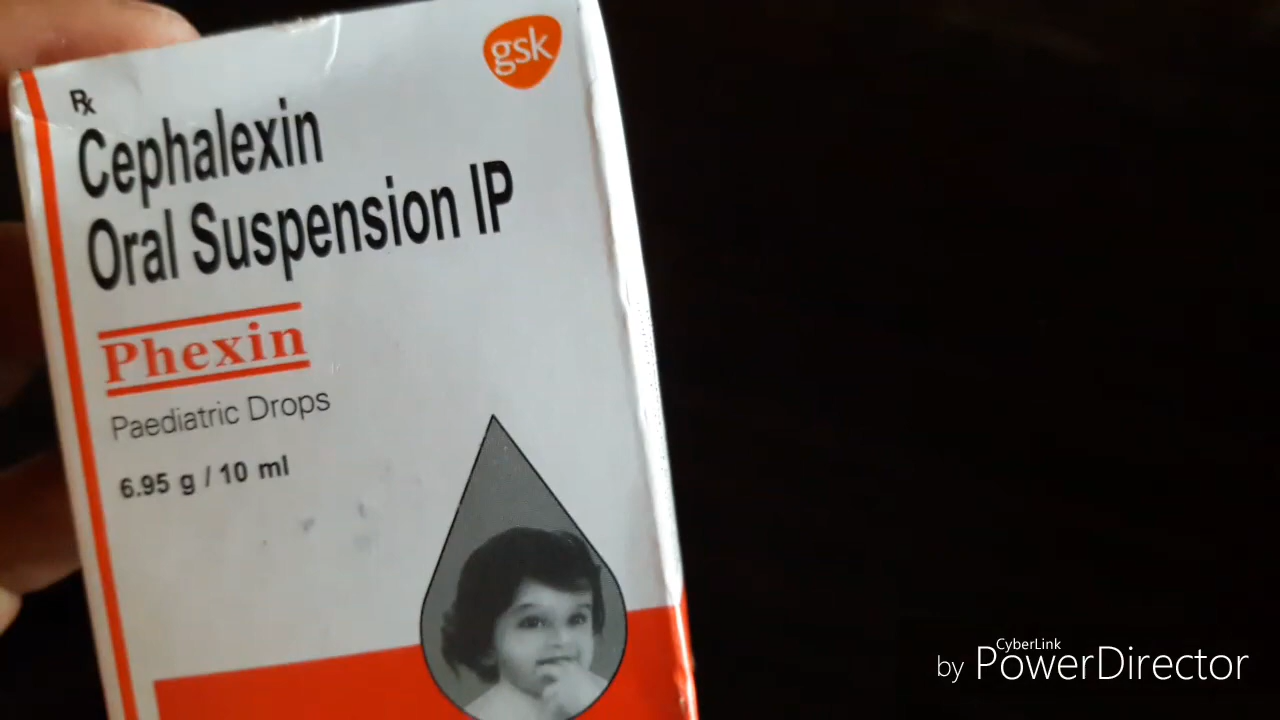 gsk
Rx
Cephalexin
Oral Suspension IP
Phexin
Paediatric Drops
6.95 g / 10 ml
CyberLink
by PowerDirector